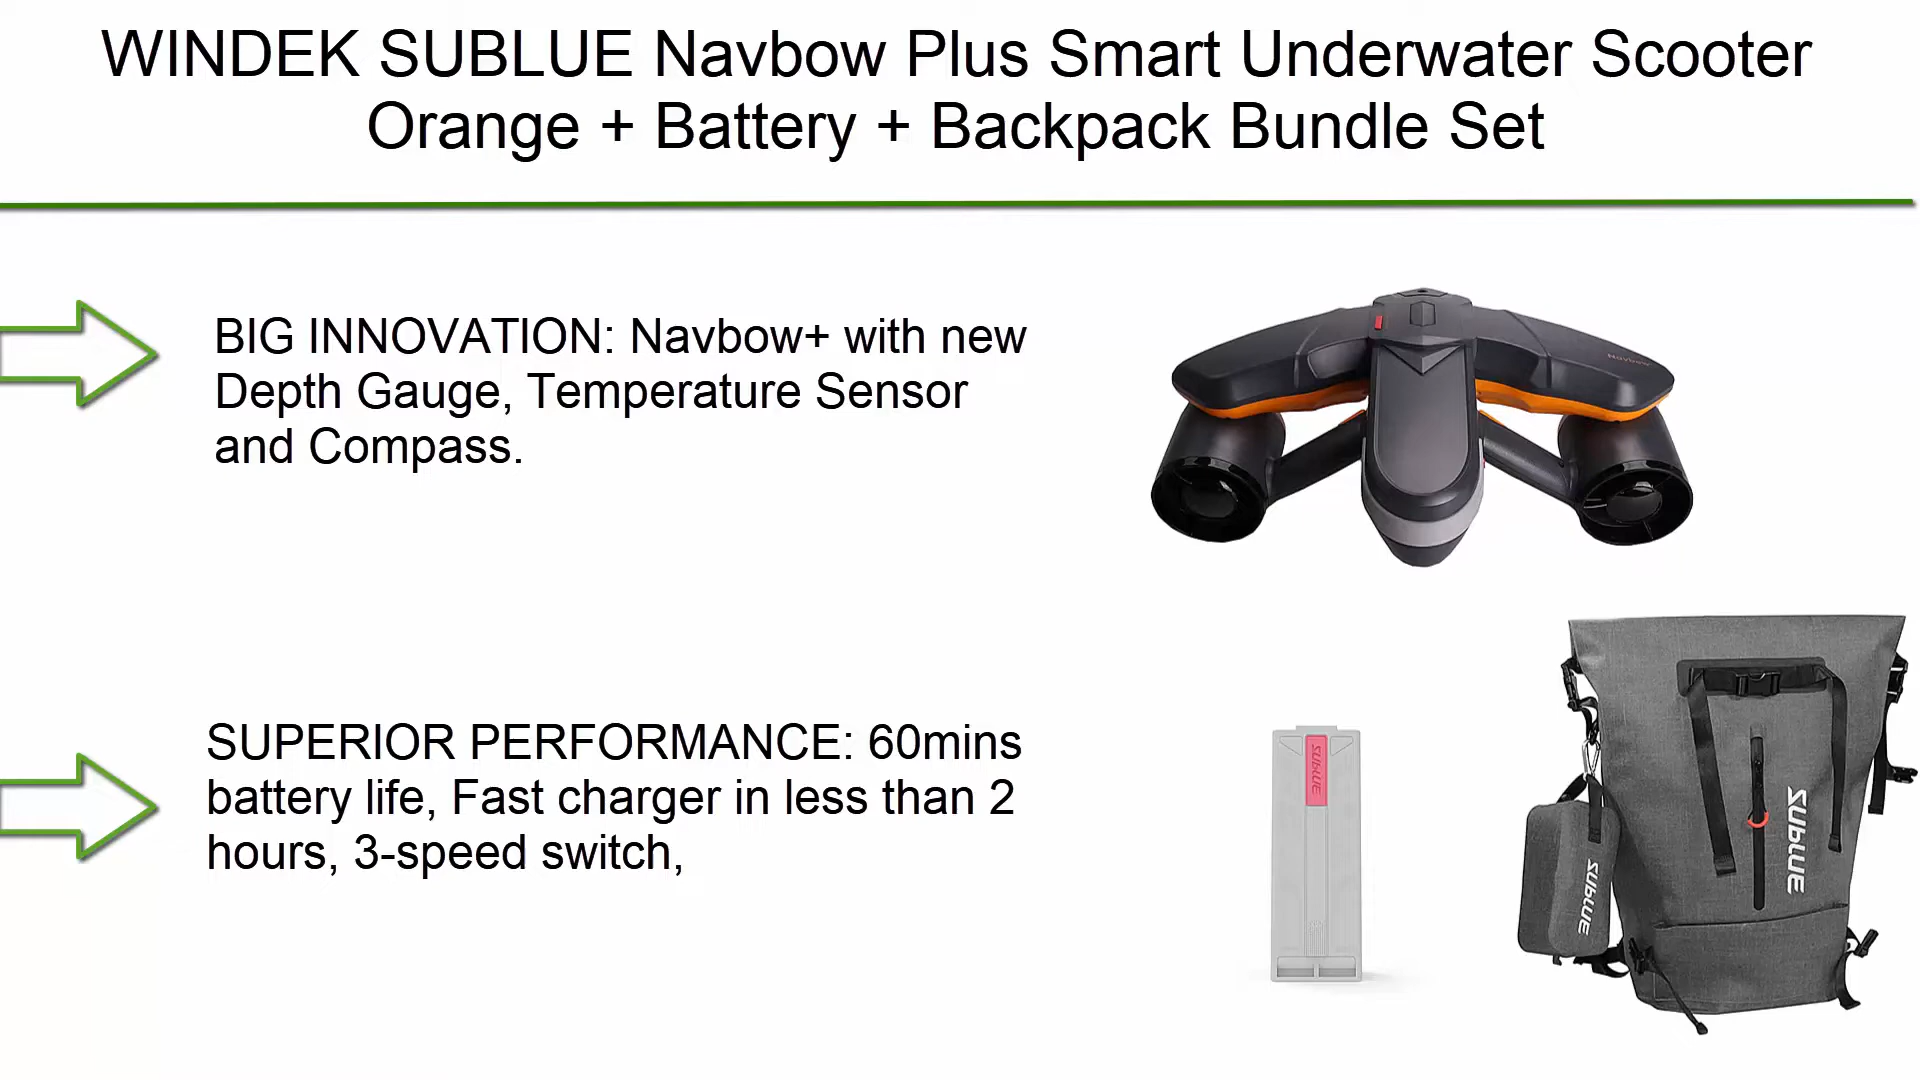 WINDEK SUBLUE Navbow Plus Smart Underwater Scooter
Orange + Battery + Backpack Bundle Set
BIG INNOVATION: Navbow+ with new
Depth Gauge, Temperature Sensor
and Compass.
Navbow
SUPERIOR PERFORMANCE: 60mins
battery life, Fast charger in less than 2
hours, 3-speed switch,
SUBLUE
SUBLUE
SUBLUE